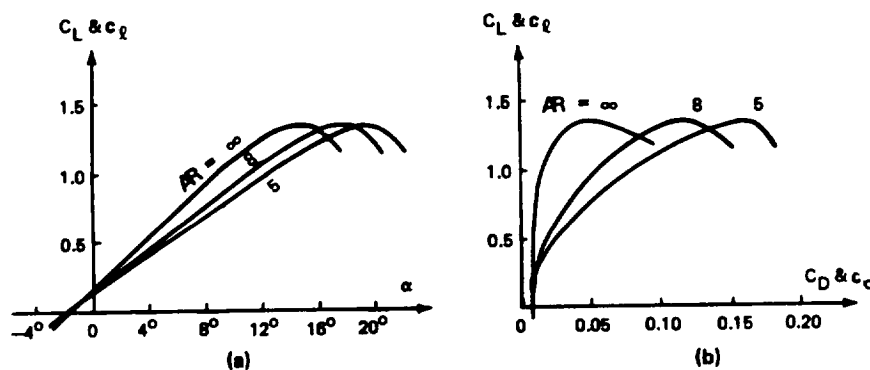 C_L & c_ℓ
1.5
1.0
0.5
AR = ∞
8
5
α
-4° 0 4° 8° 12° 16° 20°
(a)
C_L & c_ℓ
1.5
1.0
0.5
0
AR = ∞
8
5
C_D & c_d
0.05 0.10 0.15 0.20
(b)